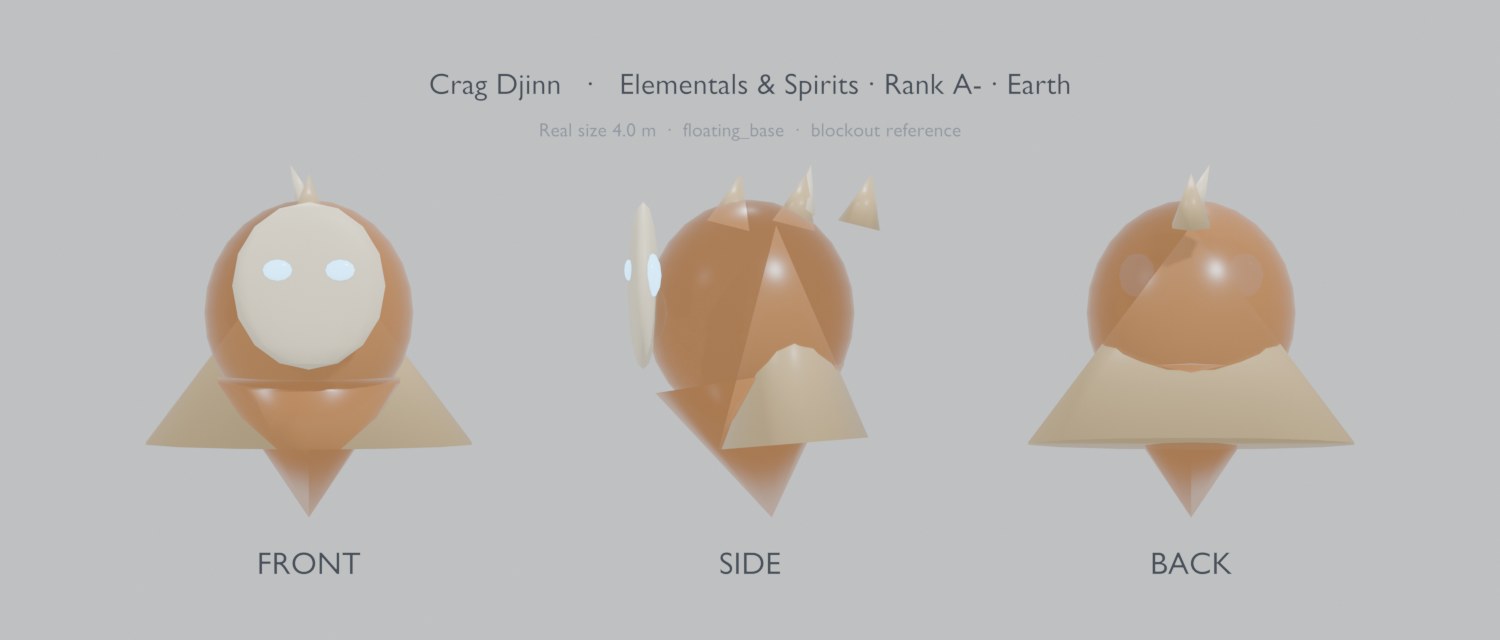 Crag Djinn · Elementals & Spirits · Rank A- · Earth
Real size 4.0 m · floating_base · blockout reference
FRONT
SIDE
BACK